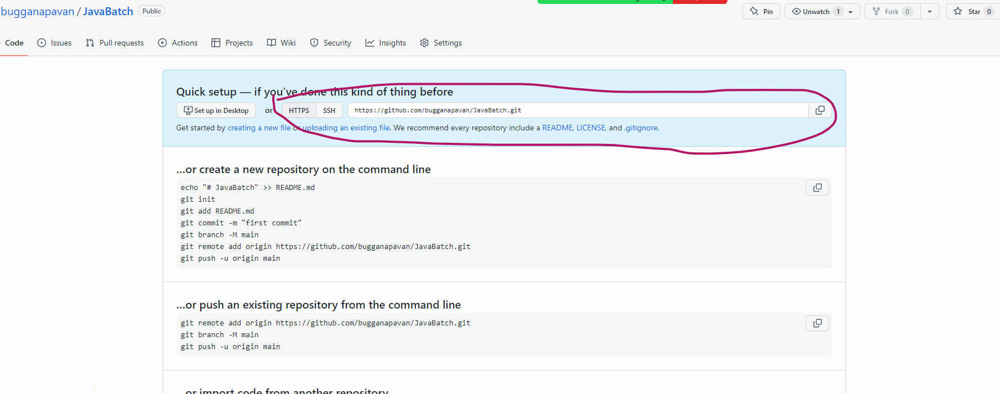 bugganapavan / JavaBatch Public
Pin Unwatch 1 Fork 0 Star 0
Code Issues Pull requests Actions Projects Wiki Security Insights Settings
Quick setup — if you've done this kind of thing before
Set up in Desktop or HTTPS SSH https://github.com/bugganapavan/JavaBatch.git
Get started by creating a new file or uploading an existing file. We recommend every repository include a README, LICENSE, and .gitignore.
...or create a new repository on the command line
echo "# JavaBatch" >> README.md
git init
git add README.md
git commit -m "first commit"
git branch -M main
git remote add origin https://github.com/bugganapavan/JavaBatch.git
git push -u origin main
...or push an existing repository from the command line
git remote add origin https://github.com/bugganapavan/JavaBatch.git
git branch -M main
git push -u origin main
...or import code from another repository